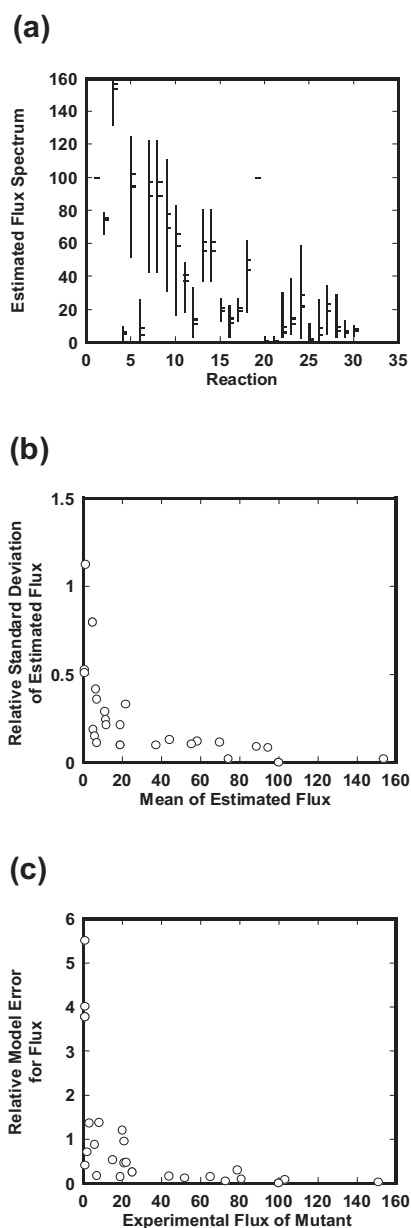 (a)
160
140
120
100
80
60
40
20
0
Estimated Flux Spectrum
0 5 10 15 20 25 30 35
Reaction
(b)
1.5
1
0.5
0
Relative Standard Deviation
of Estimated Flux
0 20 40 60 80 100 120 140 160
Mean of Estimated Flux
(c)
6
5
4
3
2
1
0
Relative Model Error
for Flux
0 20 40 60 80 100 120 140 160
Experimental Flux of Mutant